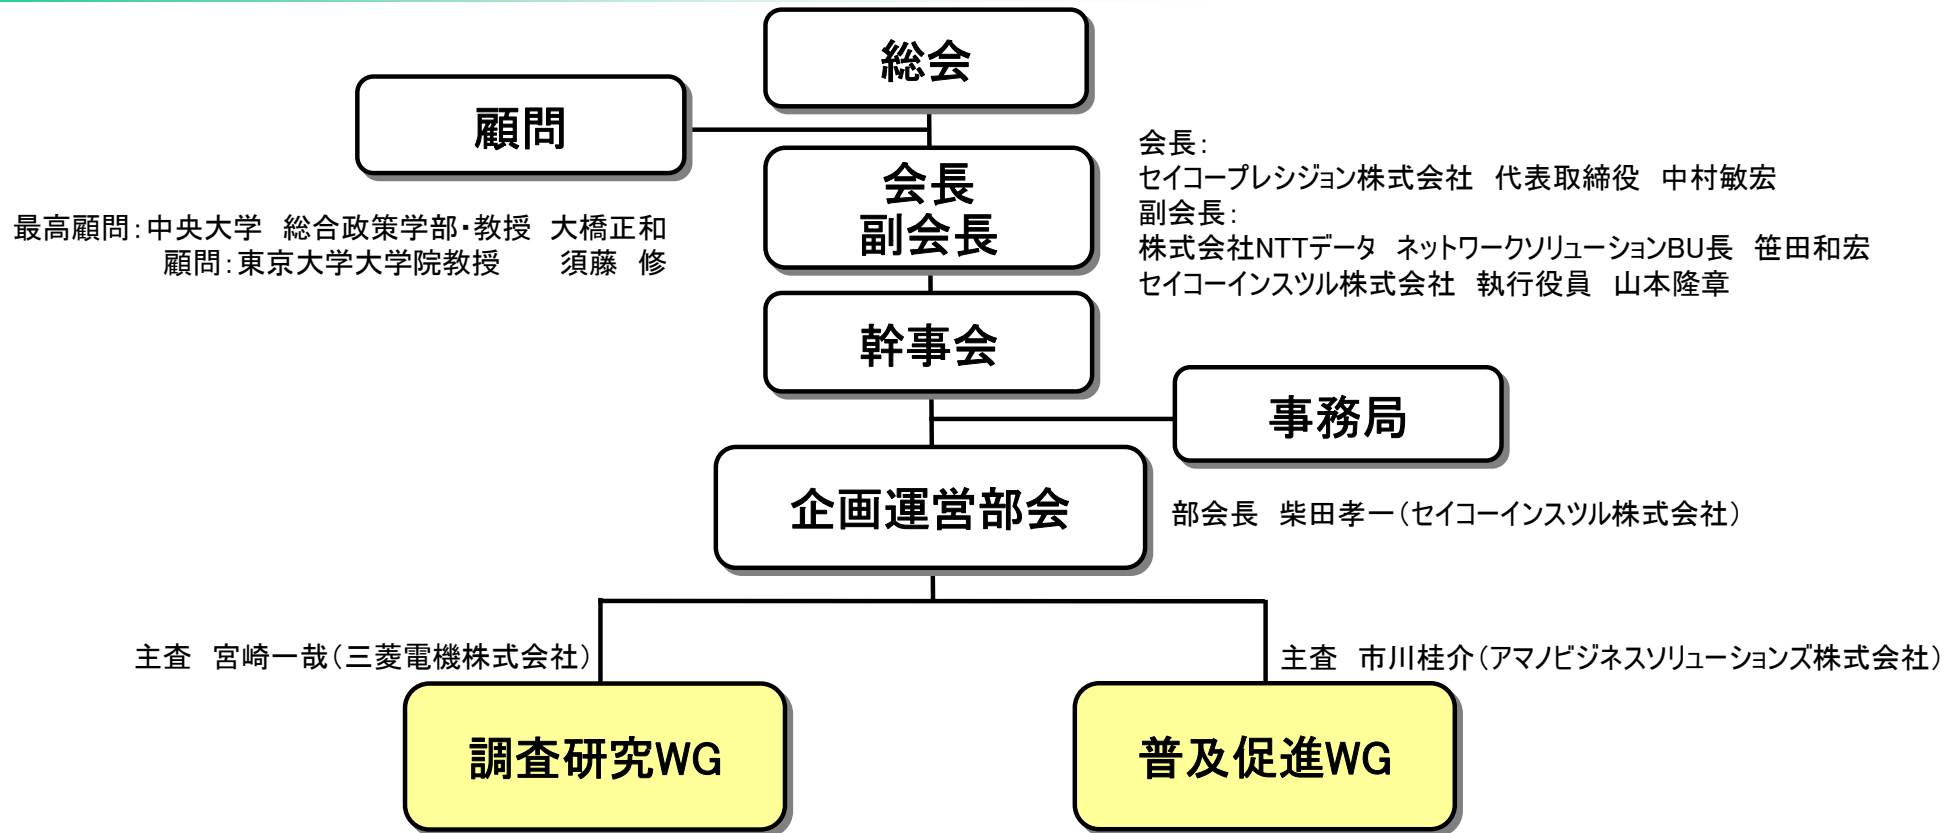 総会
顧問
会長
副会長
会長：
セイコープレシジョン株式会社　代表取締役　中村敏宏
副会長：
株式会社NTTデータ　ネットワークソリューションBU長　笹田和宏
セイコーインスツル株式会社　執行役員　山本隆章
最高顧問：中央大学　総合政策学部・教授　大橋正和
顧問：東京大学大学院教授　　須藤　修
幹事会
事務局
企画運営部会
部会長　柴田孝一（セイコーインスツル株式会社）
主査　宮崎一哉（三菱電機株式会社）
主査　市川桂介（アマノビジネスソリューションズ株式会社）
調査研究WG
普及促進WG